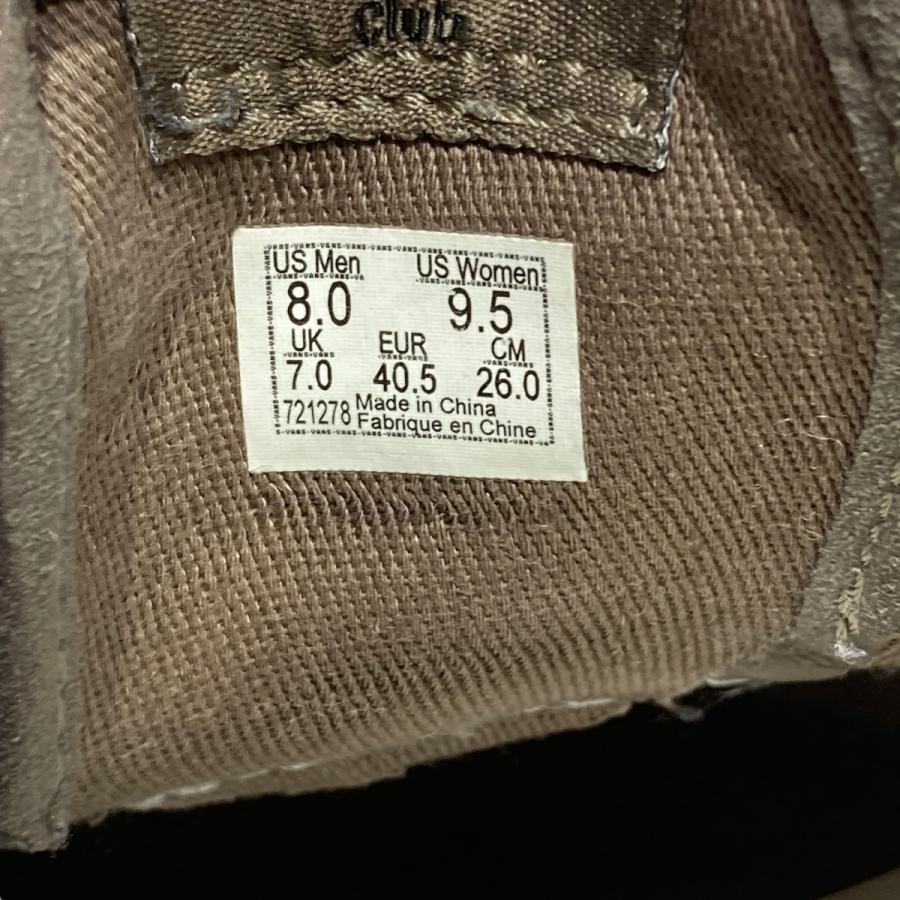 Club
US Men US Women
8.0 9.5
UK EUR CM
7.0 40.5 26.0
721278 Made in China
Fabrique en Chine